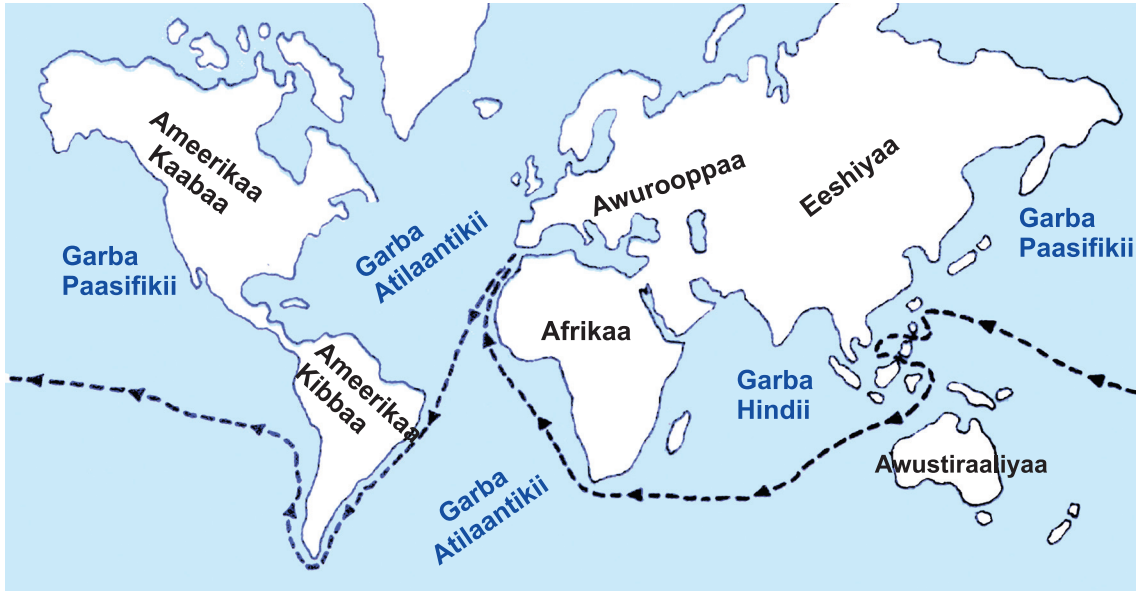 Ameerikaa
Kaabaa
Awurooppaa
Eeshiyaa
Garba
Paasifikii
Garba
Atilaantikii
Garba
Paasifikii
Afrikaa
Ameerikaa
Kibbaa
Garba
Hindii
Awustiraaliyaa
Garba
Atilaantikii